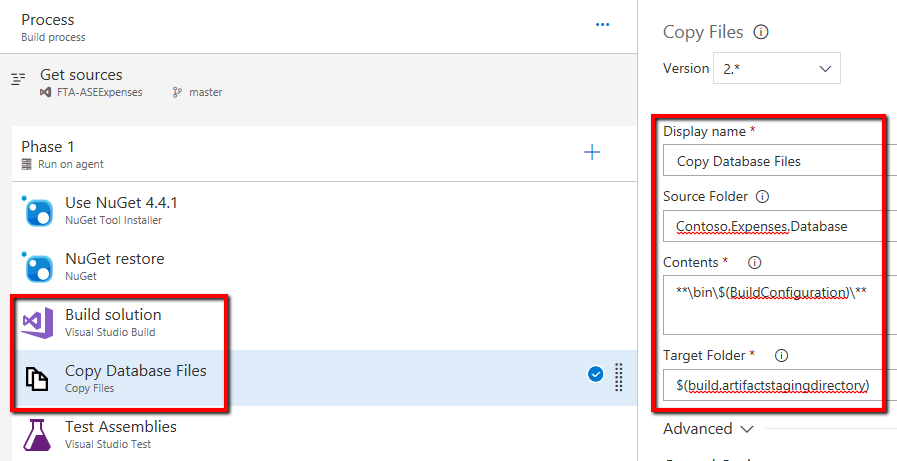 Process
Build process
...
Get sources
FTA-ASEExpenses master
Phase 1
Run on agent
Use NuGet 4.4.1
NuGet Tool Installer
NuGet restore
NuGet
Build solution
Visual Studio Build
Copy Database Files
Copy Files
Test Assemblies
Visual Studio Test
Copy Files
Version 2.*
Display name *
Copy Database Files
Source Folder
Contoso.Expenses.Database
Contents *
**\bin\$(BuildConfiguration)\**
Target Folder *
$(build.artifactstagingdirectory)
Advanced